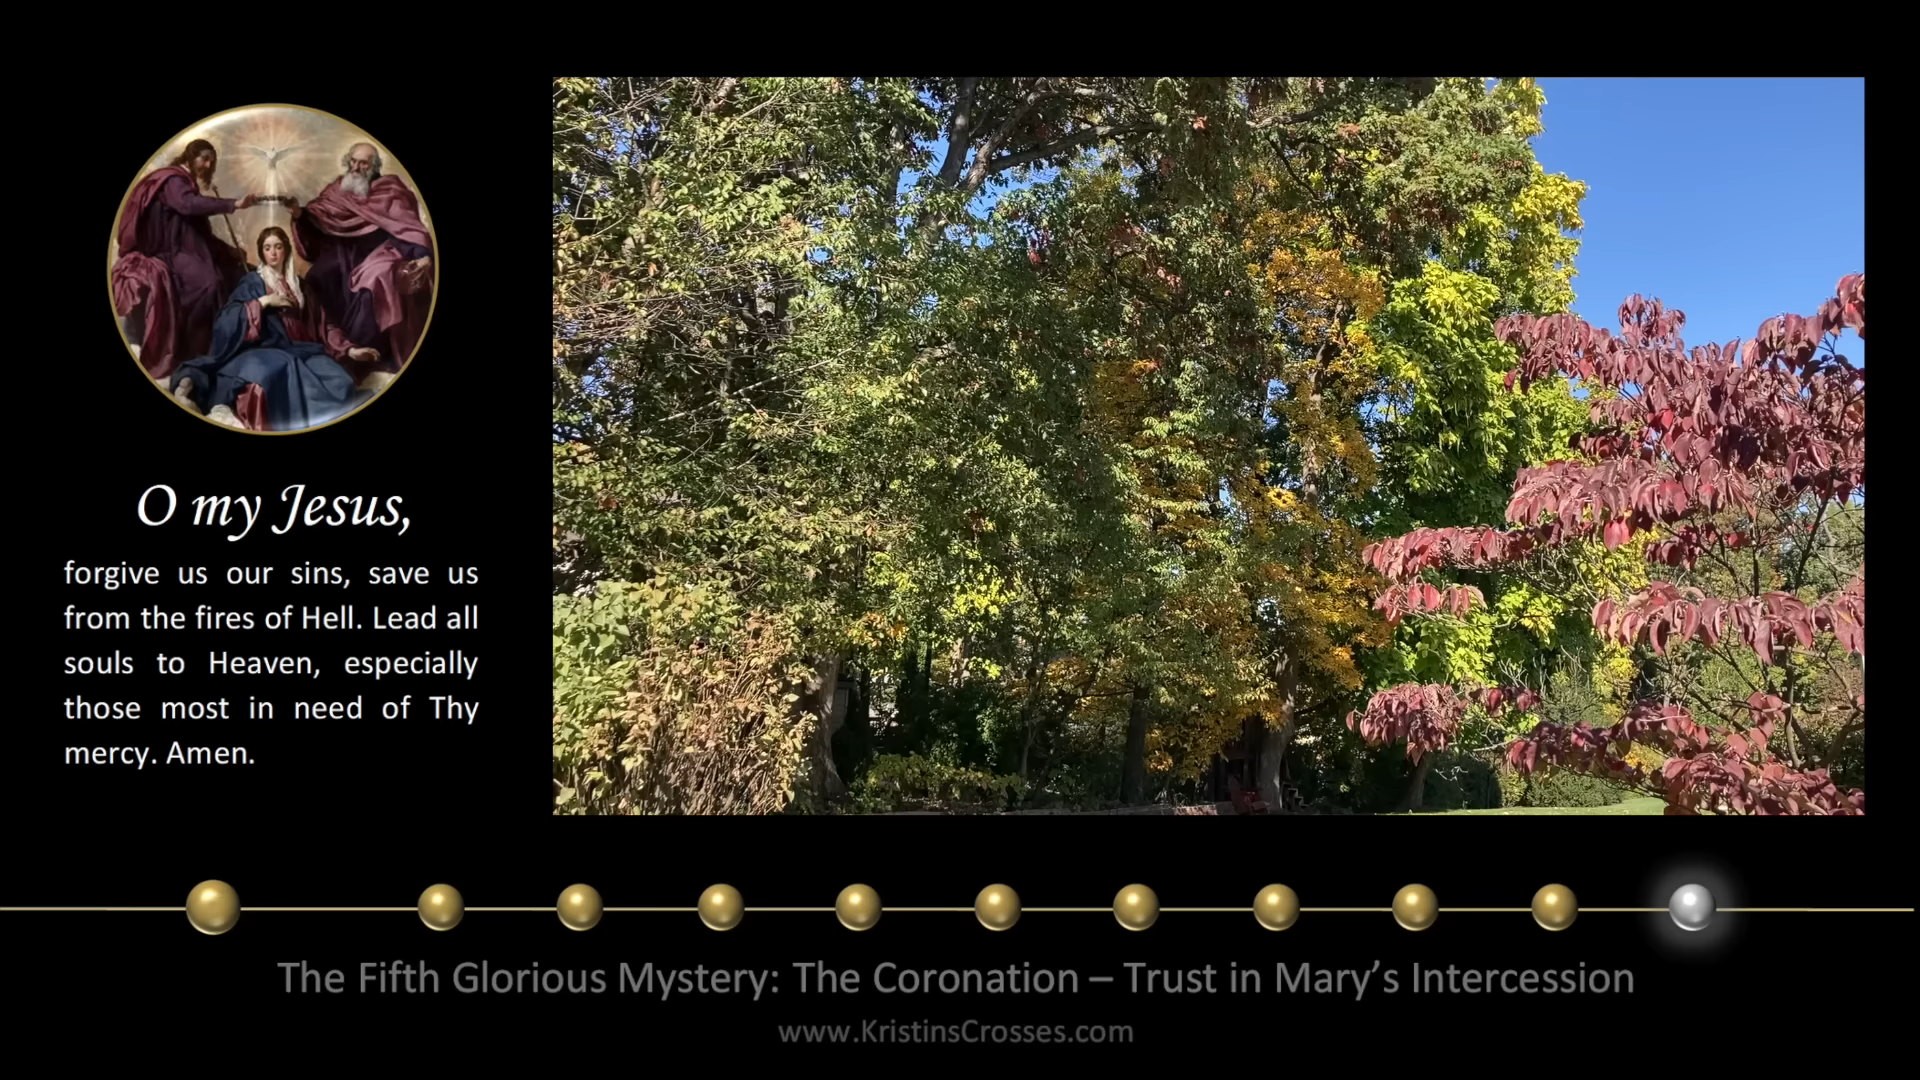 O my Jesus,
forgive us our sins, save us
from the fires of Hell. Lead all
souls to Heaven, especially
those most in need of Thy
mercy. Amen.
The Fifth Glorious Mystery: The Coronation – Trust in Mary’s Intercession
www.KristinsCrosses.com